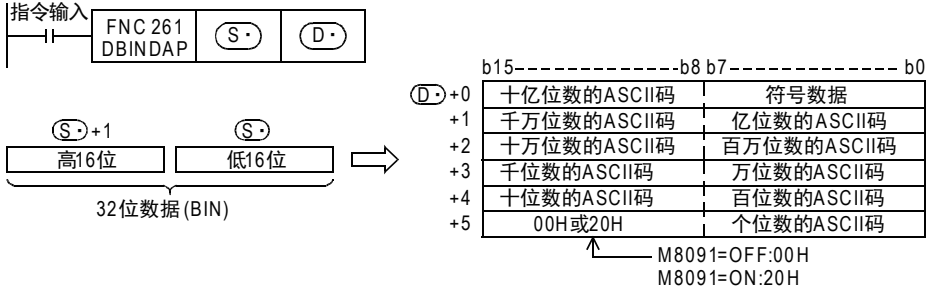 指令输入
FNC 261
DBINDAP
S·
D·
b15 b8 b7 b0
D· +0 十亿位数的ASCII码 符号数据
+1 千万位数的ASCII码 亿位数的ASCII码
+2 十万位数的ASCII码 百万位数的ASCII码
+3 千位数的ASCII码 万位数的ASCII码
+4 十位数的ASCII码 百位数的ASCII码
+5 00H或20H 个位数的ASCII码
S· +1 S·
高16位 低16位
32位数据(BIN)
M8091=OFF:00H
M8091=ON:20H